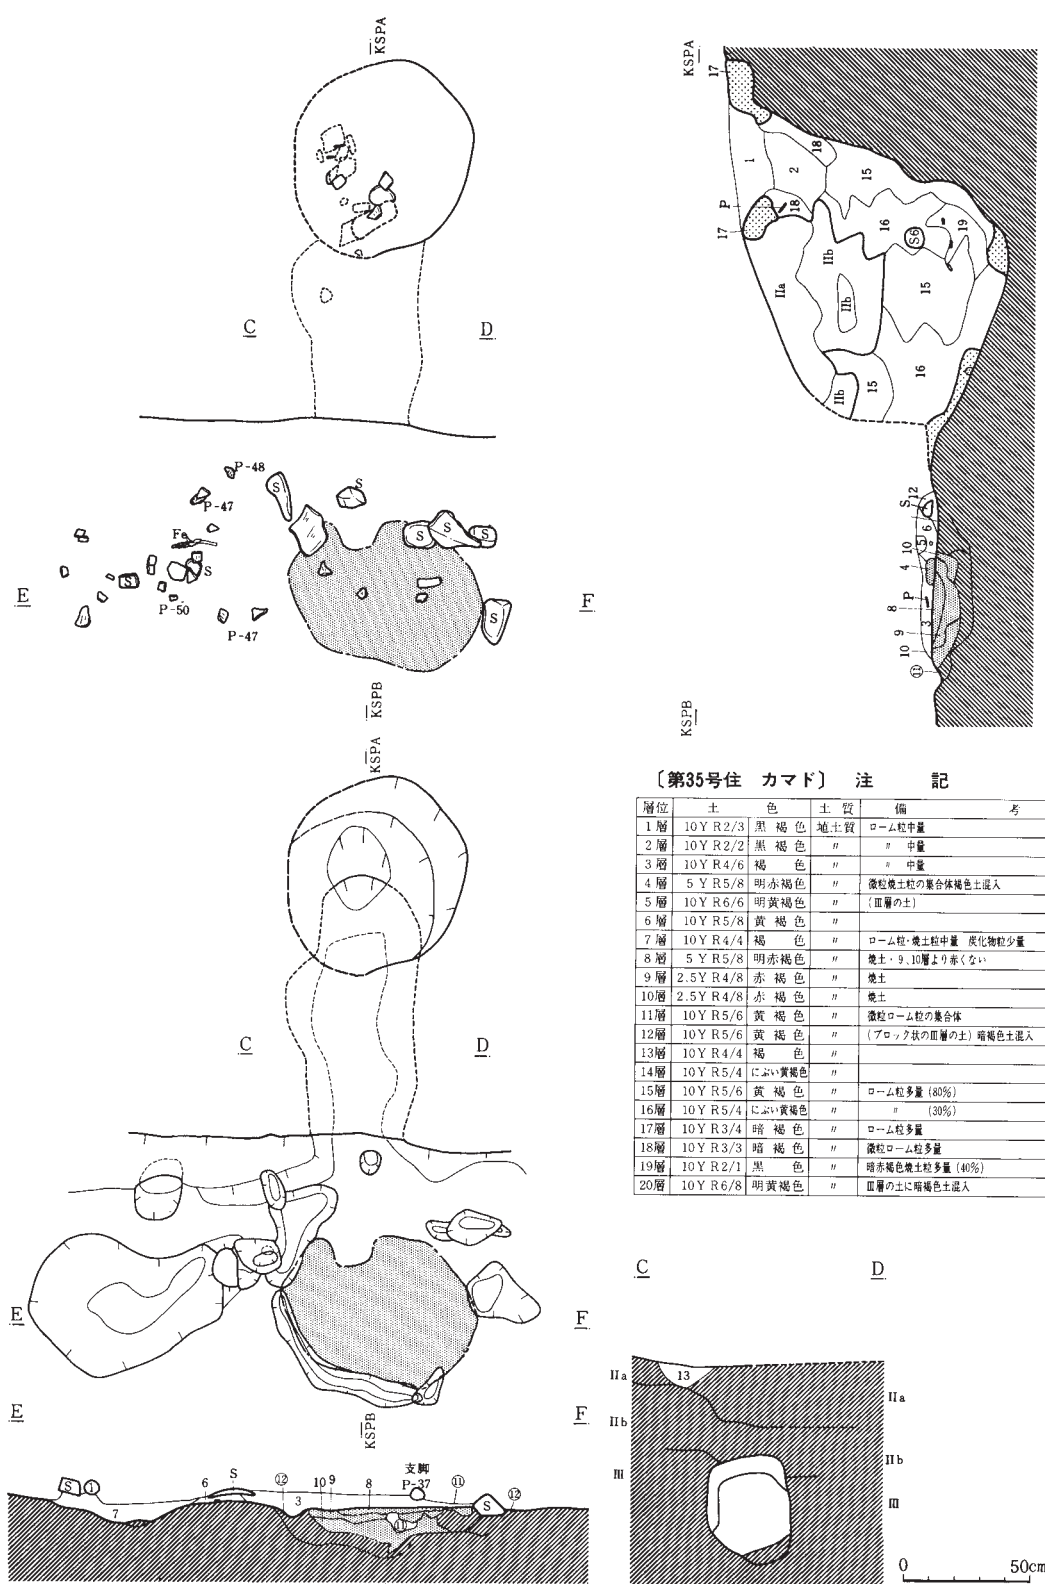 KSPA
C
D
P-48
S
S
P-47
Fe
S
S
S
S
S
E
F
P-50
P-47
S
KSPB
KSPA
C
D
E
F
KSPB
E
F
S
1
6
S
⑫
10
9
8
支脚
P-37
⑪
S
⑫
7
3
⑪
KSPA
17
1
2
18
15
P
18
17
16
S6
19
IIb
IIa
IIb
15
16
15
IIb
12
S
6
5
10
4
P
8
3
9
10
⑪
KSPB
〔第35号住 カマド〕 注 記
層位 土 色 土質 備 考
1層 10YR2/3 黒褐色 埴土質 ローム粒中量
2層 10YR2/2 黒褐色 〃 〃 中量
3層 10YR4/6 褐色 〃 〃 中量
4層 5YR5/8 明赤褐色 〃 微粒焼土粒の集合体褐色土混入
5層 10YR6/6 明黄褐色 〃 (Ⅲ層の土)
6層 10YR5/8 黄褐色 〃
7層 10YR4/4 褐色 〃 ローム粒・焼土粒中量 炭化物粒少量
8層 5YR5/8 明赤褐色 〃 焼土・9、10層より赤くない
9層 2.5YR4/8 赤褐色 〃 焼土
10層 2.5YR4/8 赤褐色 〃 焼土
11層 10YR5/6 黄褐色 〃 微粒ローム粒の集合体
12層 10YR5/6 黄褐色 〃 (ブロック状のⅢ層の土) 暗褐色土混入
13層 10YR4/4 褐色 〃
14層 10YR5/4 にぶい黄褐色 〃
15層 10YR5/6 黄褐色 〃 ローム粒多量 (80%)
16層 10YR5/4 にぶい黄褐色 〃 〃 (30%)
17層 10YR3/4 暗褐色 〃 ローム粒多量
18層 10YR3/3 暗褐色 〃 微粒ローム粒多量
19層 10YR2/1 黒色 〃 暗赤褐色焼土粒多量 (40%)
20層 10YR6/8 明黄褐色 〃 Ⅲ層の土に暗褐色土混入
C
D
IIa
13
IIa
IIb
IIb
III
III
0
50cm